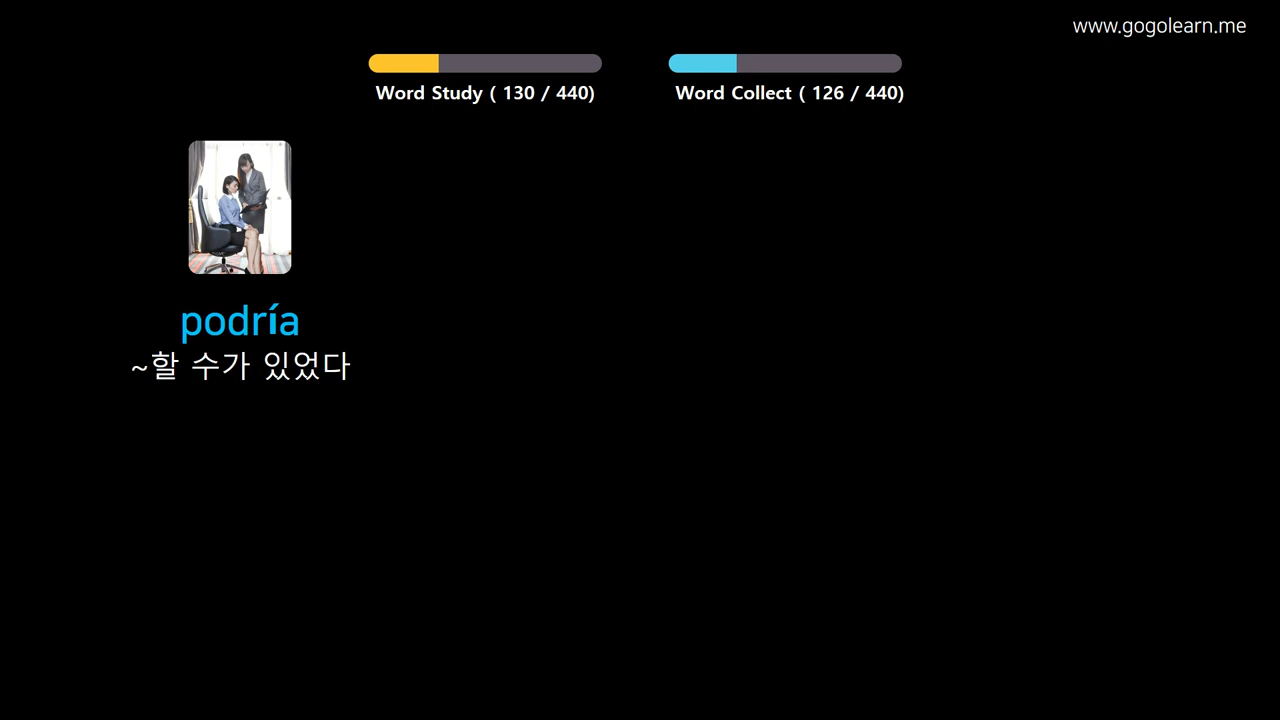 www.gogolearn.me
Word Study ( 130 / 440)
Word Collect ( 126 / 440)
podría
~할 수가 있었다